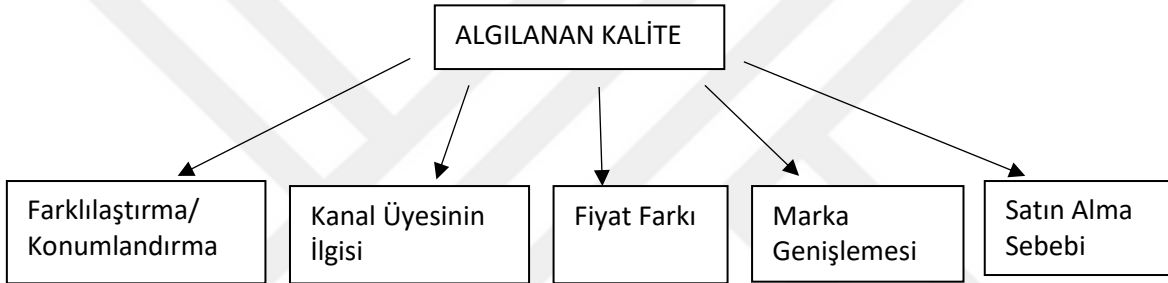 ALGILANAN KALİTE
Farklılaştırma/
Konumlandırma
Kanal Üyesinin
İlgisi
Fiyat Farkı
Marka
Genişlemesi
Satın Alma
Sebebi